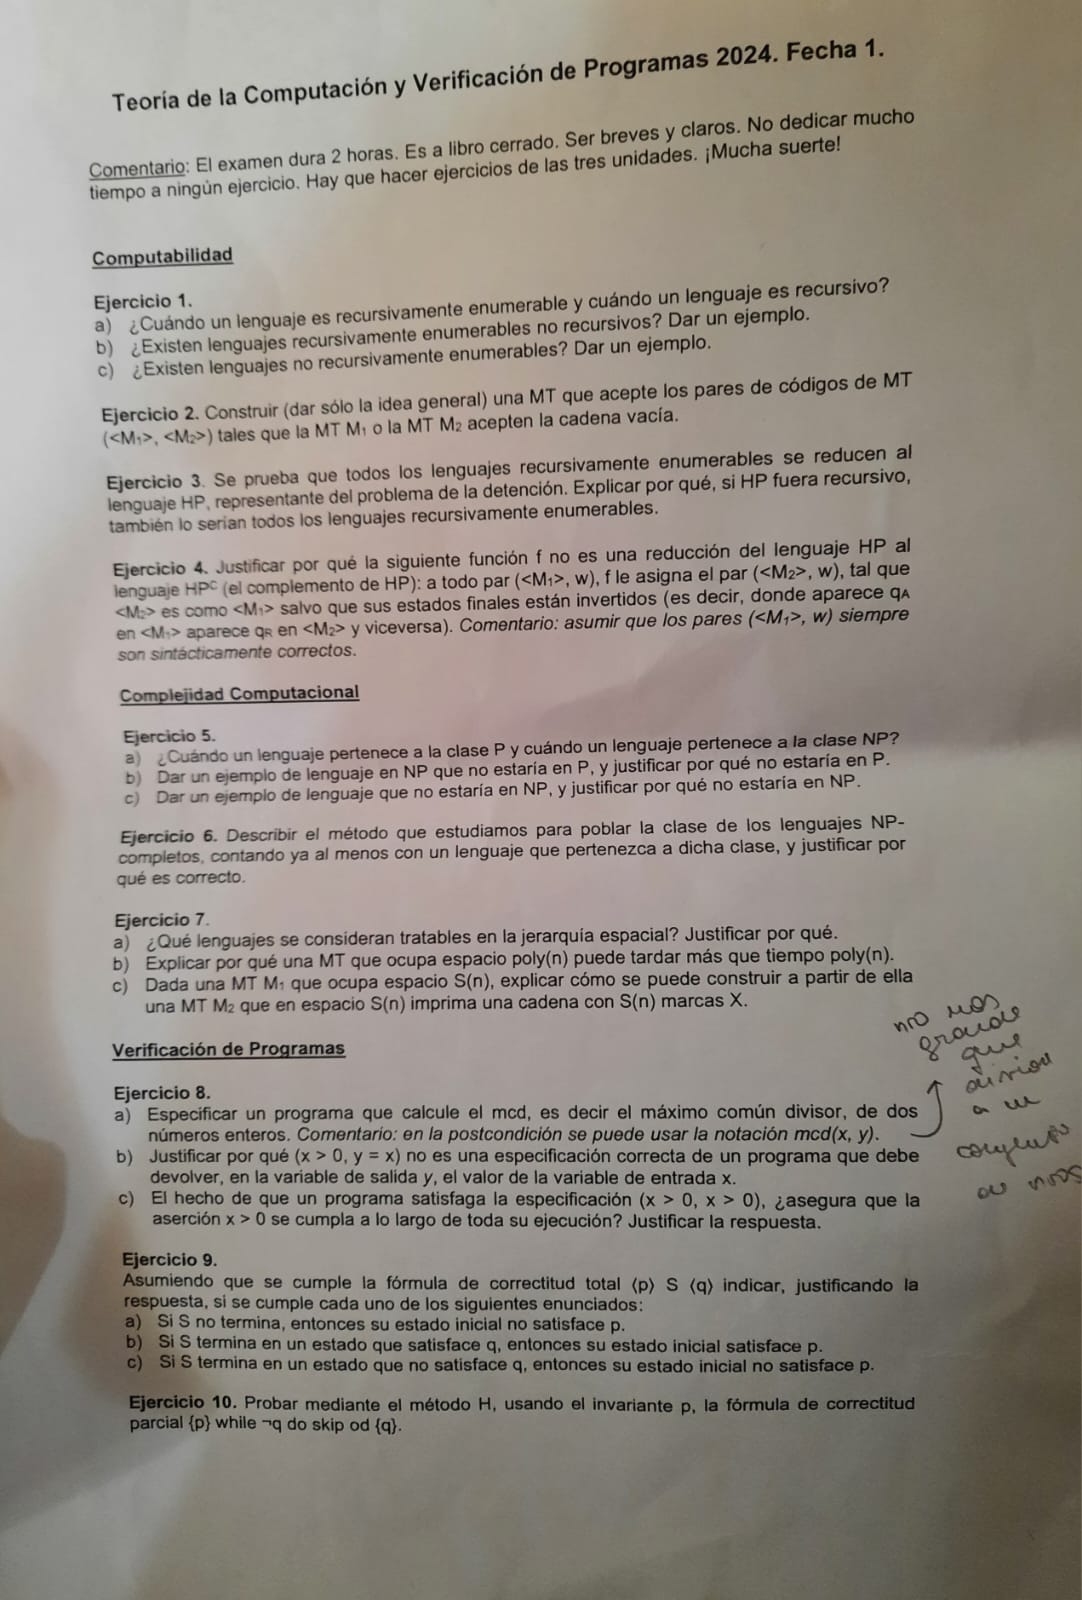 Teoría de la Computación y Verificación de Programas 2024. Fecha 1.
Comentario: El examen dura 2 horas. Es a libro cerrado. Ser breves y claros. No dedicar mucho
tiempo a ningún ejercicio. Hay que hacer ejercicios de las tres unidades. ¡Mucha suerte!
Computabilidad
Ejercicio 1.
a) ¿Cuándo un lenguaje es recursivamente enumerable y cuándo un lenguaje es recursivo?
b) ¿Existen lenguajes recursivamente enumerables no recursivos? Dar un ejemplo.
c) ¿Existen lenguajes no recursivamente enumerables? Dar un ejemplo.
Ejercicio 2. Construir (dar sólo la idea general) una MT que acepte los pares de códigos de MT
(<M₁>, <M₂>) tales que la MT M₁ o la MT M₂ acepten la cadena vacía.
Ejercicio 3. Se prueba que todos los lenguajes recursivamente enumerables se reducen al
lenguaje HP, representante del problema de la detención. Explicar por qué, si HP fuera recursivo,
también lo serían todos los lenguajes recursivamente enumerables.
Ejercicio 4. Justificar por qué la siguiente función f no es una reducción del lenguaje HP al
lenguaje HPᶜ (el complemento de HP): a todo par (<M₁>, w), f le asigna el par (<M₂>, w), tal que
<M₂> es como <M₁> salvo que sus estados finales están invertidos (es decir, donde aparece qA
en <M₁> aparece qR en <M₂> y viceversa). Comentario: asumir que los pares (<M₁>, w) siempre
son sintácticamente correctos.
Complejidad Computacional
Ejercicio 5.
a) ¿Cuándo un lenguaje pertenece a la clase P y cuándo un lenguaje pertenece a la clase NP?
b) Dar un ejemplo de lenguaje en NP que no estaría en P, y justificar por qué no estaría en P.
c) Dar un ejemplo de lenguaje que no estaría en NP, y justificar por qué no estaría en NP.
Ejercicio 6. Describir el método que estudiamos para poblar la clase de los lenguajes NP-
completos, contando ya al menos con un lenguaje que pertenezca a dicha clase, y justificar por
qué es correcto.
Ejercicio 7.
a) ¿Qué lenguajes se consideran tratables en la jerarquía espacial? Justificar por qué.
b) Explicar por qué una MT que ocupa espacio poly(n) puede tardar más que tiempo poly(n).
c) Dada una MT M₁ que ocupa espacio S(n), explicar cómo se puede construir a partir de ella
una MT M₂ que en espacio S(n) imprima una cadena con S(n) marcas X.
Verificación de Programas
Ejercicio 8.
a) Especificar un programa que calcule el mcd, es decir el máximo común divisor, de dos
números enteros. Comentario: en la postcondición se puede usar la notación mcd(x, y).
b) Justificar por qué (x > 0, y = x) no es una especificación correcta de un programa que debe
devolver, en la variable de salida y, el valor de la variable de entrada x.
c) El hecho de que un programa satisfaga la especificación (x > 0, x > 0), ¿asegura que la
aserción x > 0 se cumpla a lo largo de toda su ejecución? Justificar la respuesta.
grande
que
a un
Ejercicio 9.
Asumiendo que se cumple la fórmula de correctitud total ⟨p⟩ S ⟨q⟩ indicar, justificando la
respuesta, si se cumple cada uno de los siguientes enunciados:
a) Si S no termina, entonces su estado inicial no satisface p.
b) Si S termina en un estado que satisface q, entonces su estado inicial satisface p.
c) Si S termina en un estado que no satisface q, entonces su estado inicial no satisface p.
Ejercicio 10. Probar mediante el método H, usando el invariante p, la fórmula de correctitud
parcial {p} while ¬q do skip od {q}.